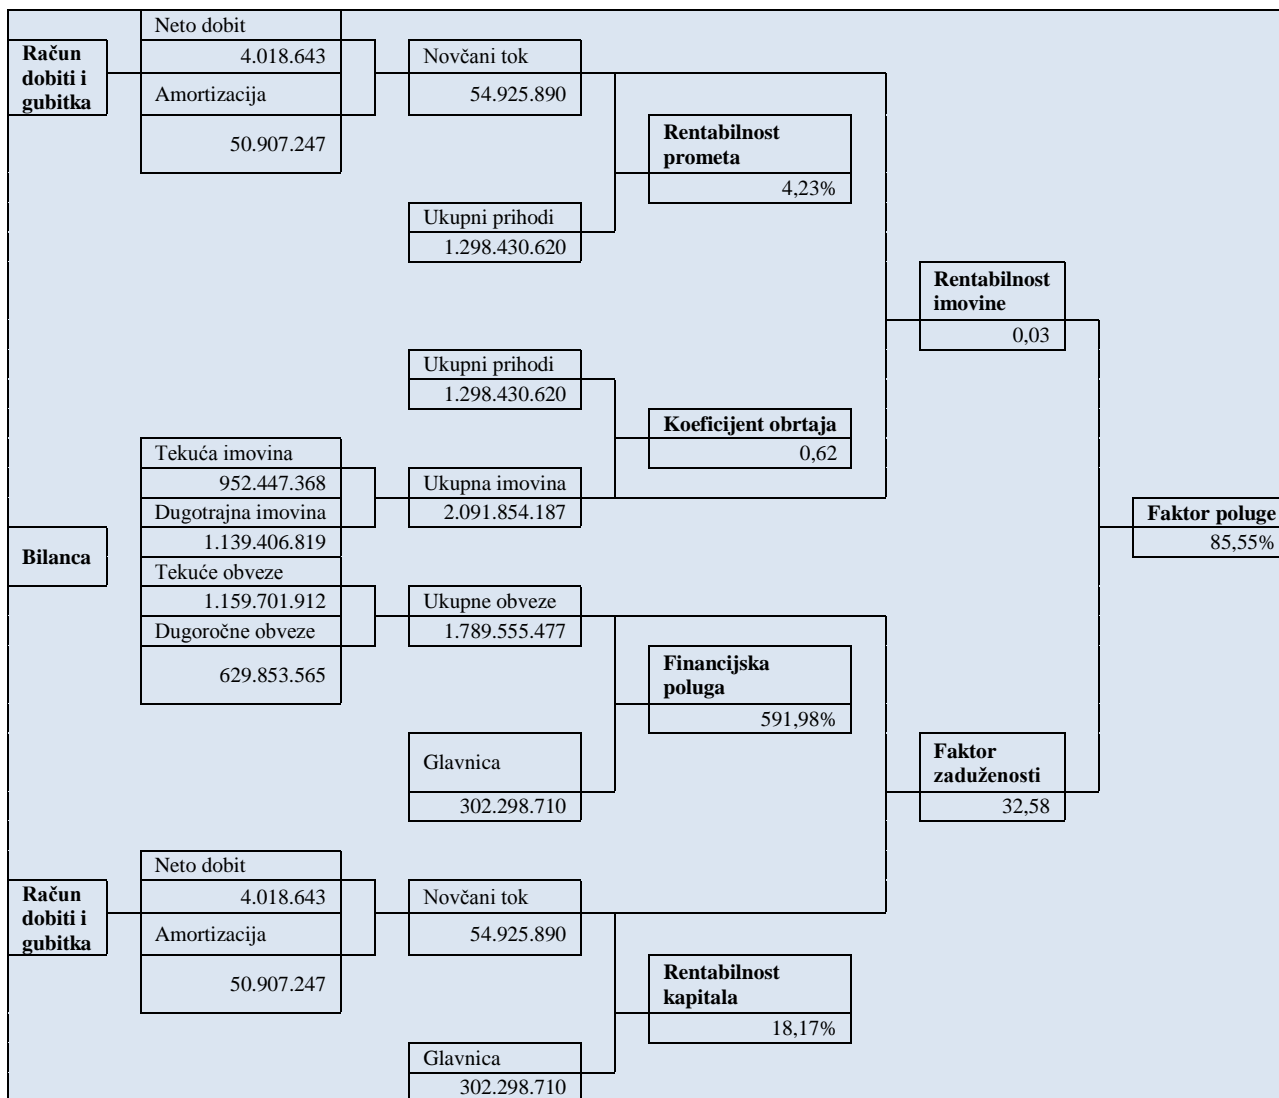 Neto dobit
Račun
dobiti i
gubitka
4.018.643
Novčani tok
Amortizacija
54.925.890
50.907.247
Rentabilnost
prometa
4,23%
Ukupni prihodi
1.298.430.620
Rentabilnost
imovine
0,03
Ukupni prihodi
1.298.430.620
Koeficijent obrtaja
0,62
Tekuća imovina
952.447.368
Ukupna imovina
Dugotrajna imovina
2.091.854.187
Faktor poluge
1.139.406.819
85,55%
Bilanca
Tekuće obveze
1.159.701.912
Ukupne obveze
Dugoročne obveze
1.789.555.477
629.853.565
Financijska
poluga
591,98%
Glavnica
302.298.710
Faktor
zaduženosti
32,58
Neto dobit
Račun
dobiti i
gubitka
4.018.643
Novčani tok
Amortizacija
54.925.890
50.907.247
Rentabilnost
kapitala
18,17%
Glavnica
302.298.710